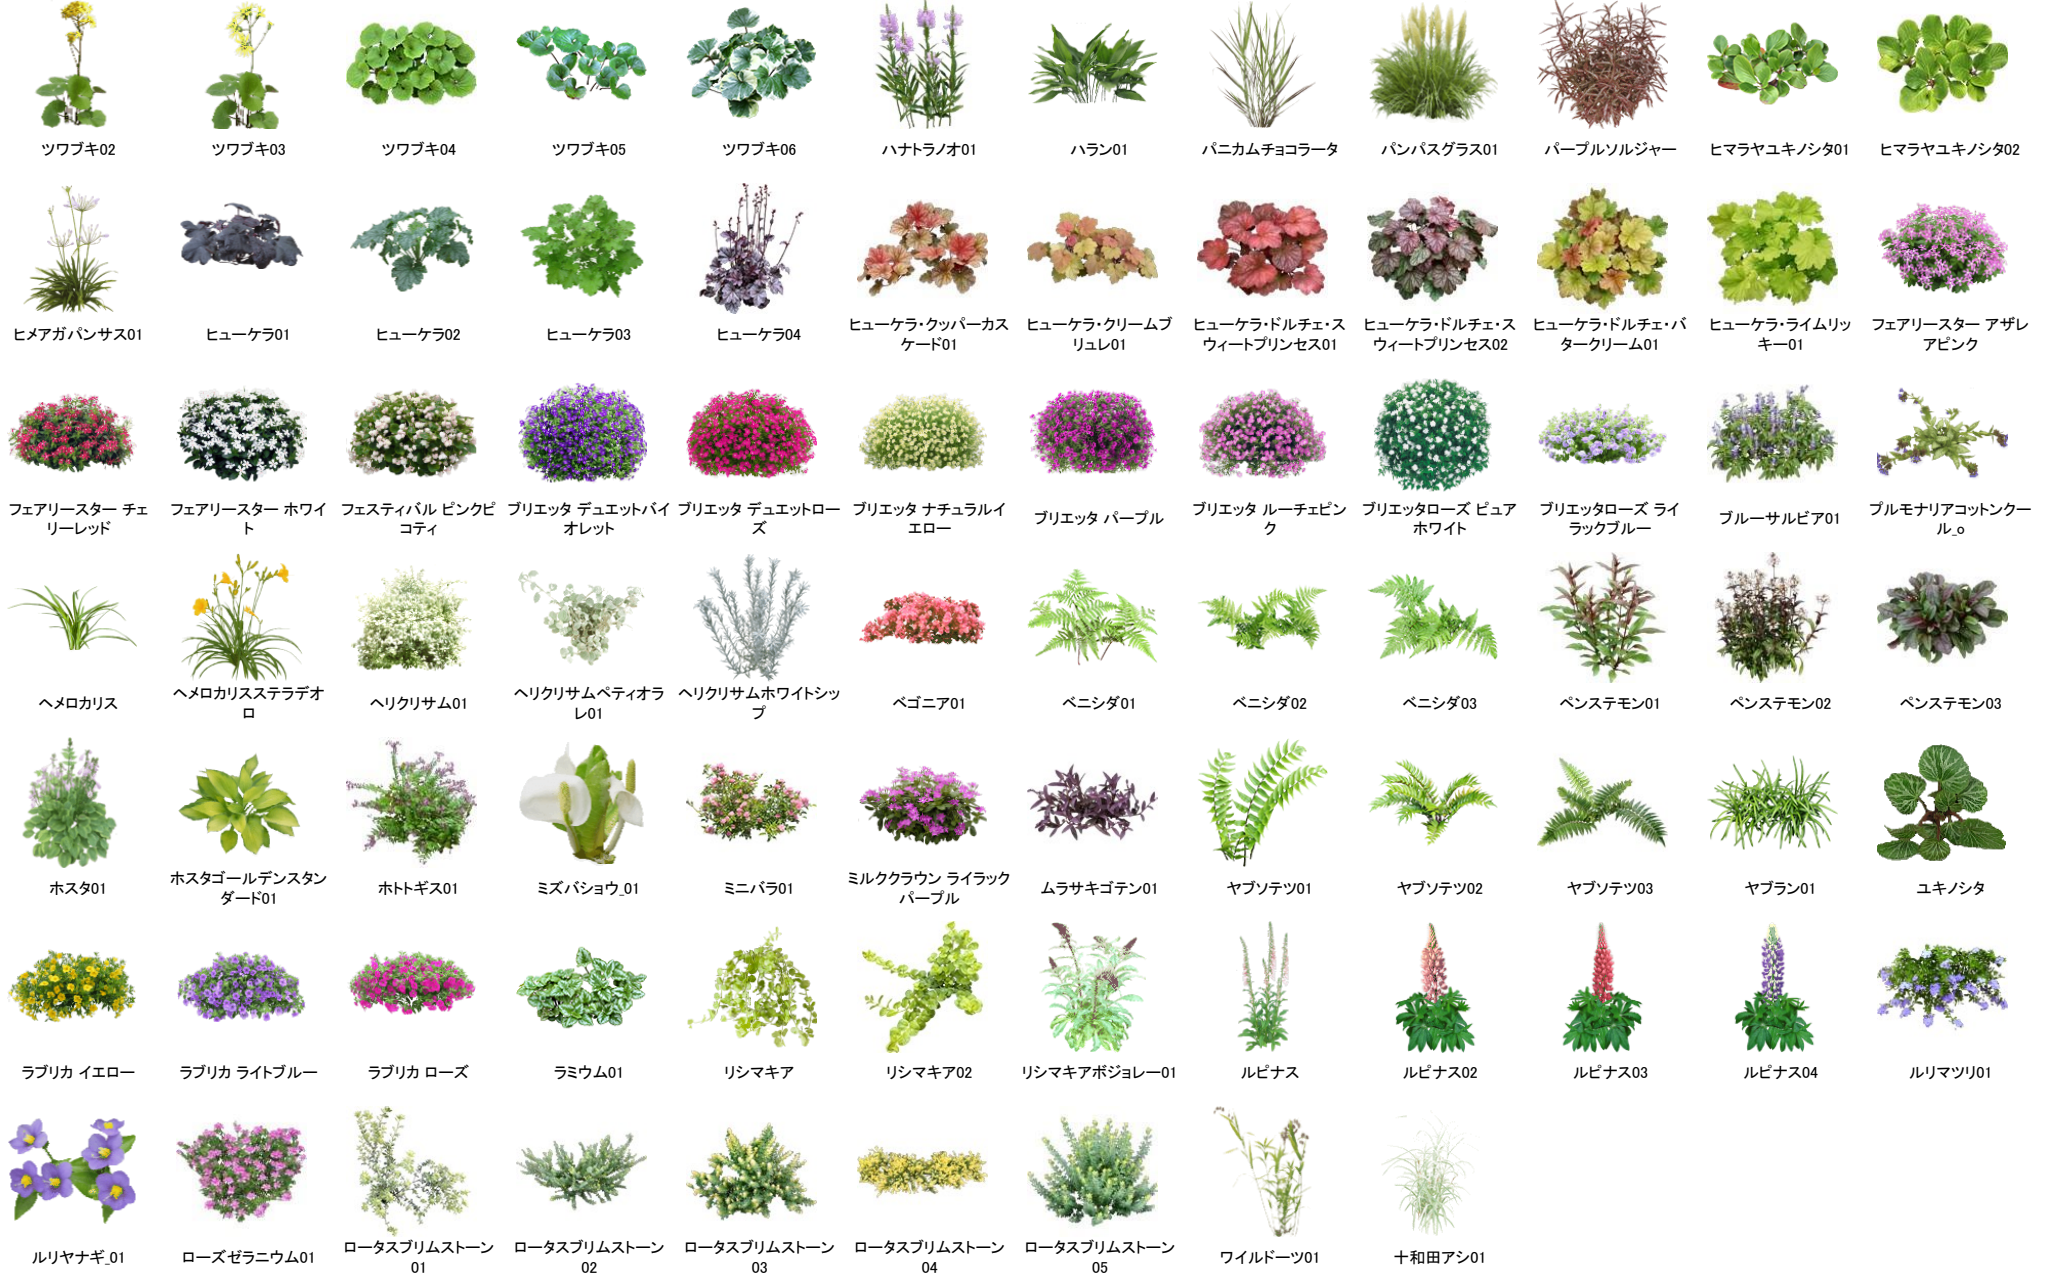 ツワブキ02
ツワブキ03
ツワブキ04
ツワブキ05
ツワブキ06
ハナトラノオ01
ハラン01
パニカムチョコラータ
パンパスグラス01
パープルソルジャー
ヒマラヤユキノシタ01
ヒマラヤユキノシタ02
ヒメアガパンサス01
ヒューケラ01
ヒューケラ02
ヒューケラ03
ヒューケラ04
ヒューケラ・クッパーカス
ケード01
ヒューケラ・クリームブ
リュレ01
ヒューケラ・ドルチェ・ス
ウィートプリンセス01
ヒューケラ・ドルチェ・ス
ウィートプリンセス02
ヒューケラ・ドルチェ・バ
タークリーム01
ヒューケラ・ライムリッ
キー01
フェアリースター アザレ
アピンク
フェアリースター チェ
リーレッド
フェアリースター ホワイ
ト
フェスティバル ピンクピ
コティ
ブリエッタ デュエットバイ
オレット
ブリエッタ デュエットロー
ズ
ブリエッタ ナチュラルイ
エロー
ブリエッタ パープル
ブリエッタ ルーチェピン
ク
ブリエッタローズ ピュア
ホワイト
ブリエッタローズ ライ
ラックブルー
ブルーサルビア01
プルモナリアコットンクー
ル_o
ヘメロカリス
ヘメロカリスステラデオ
ロ
ヘリクリサム01
ヘリクリサムペティオラ
レ01
ヘリクリサムホワイトシッ
プ
ベゴニア01
ベニシダ01
ベニシダ02
ベニシダ03
ペンステモン01
ペンステモン02
ペンステモン03
ホスタ01
ホスタゴールデンスタン
ダード01
ホトトギス01
ミズバショウ_01
ミニバラ01
ミルククラウン ライラック
パープル
ムラサキゴテン01
ヤブソテツ01
ヤブソテツ02
ヤブソテツ03
ヤブラン01
ユキノシタ
ラブリカ イエロー
ラブリカ ライトブルー
ラブリカ ローズ
ラミウム01
リシマキア
リシマキア02
リシマキアボジョレー01
ルピナス
ルピナス02
ルピナス03
ルピナス04
ルリマツリ01
ルリヤナギ_01
ローズゼラニウム01
ロータスブリムストーン
01
ロータスブリムストーン
02
ロータスブリムストーン
03
ロータスブリムストーン
04
ロータスブリムストーン
05
ワイルドーツ01
十和田アシ01